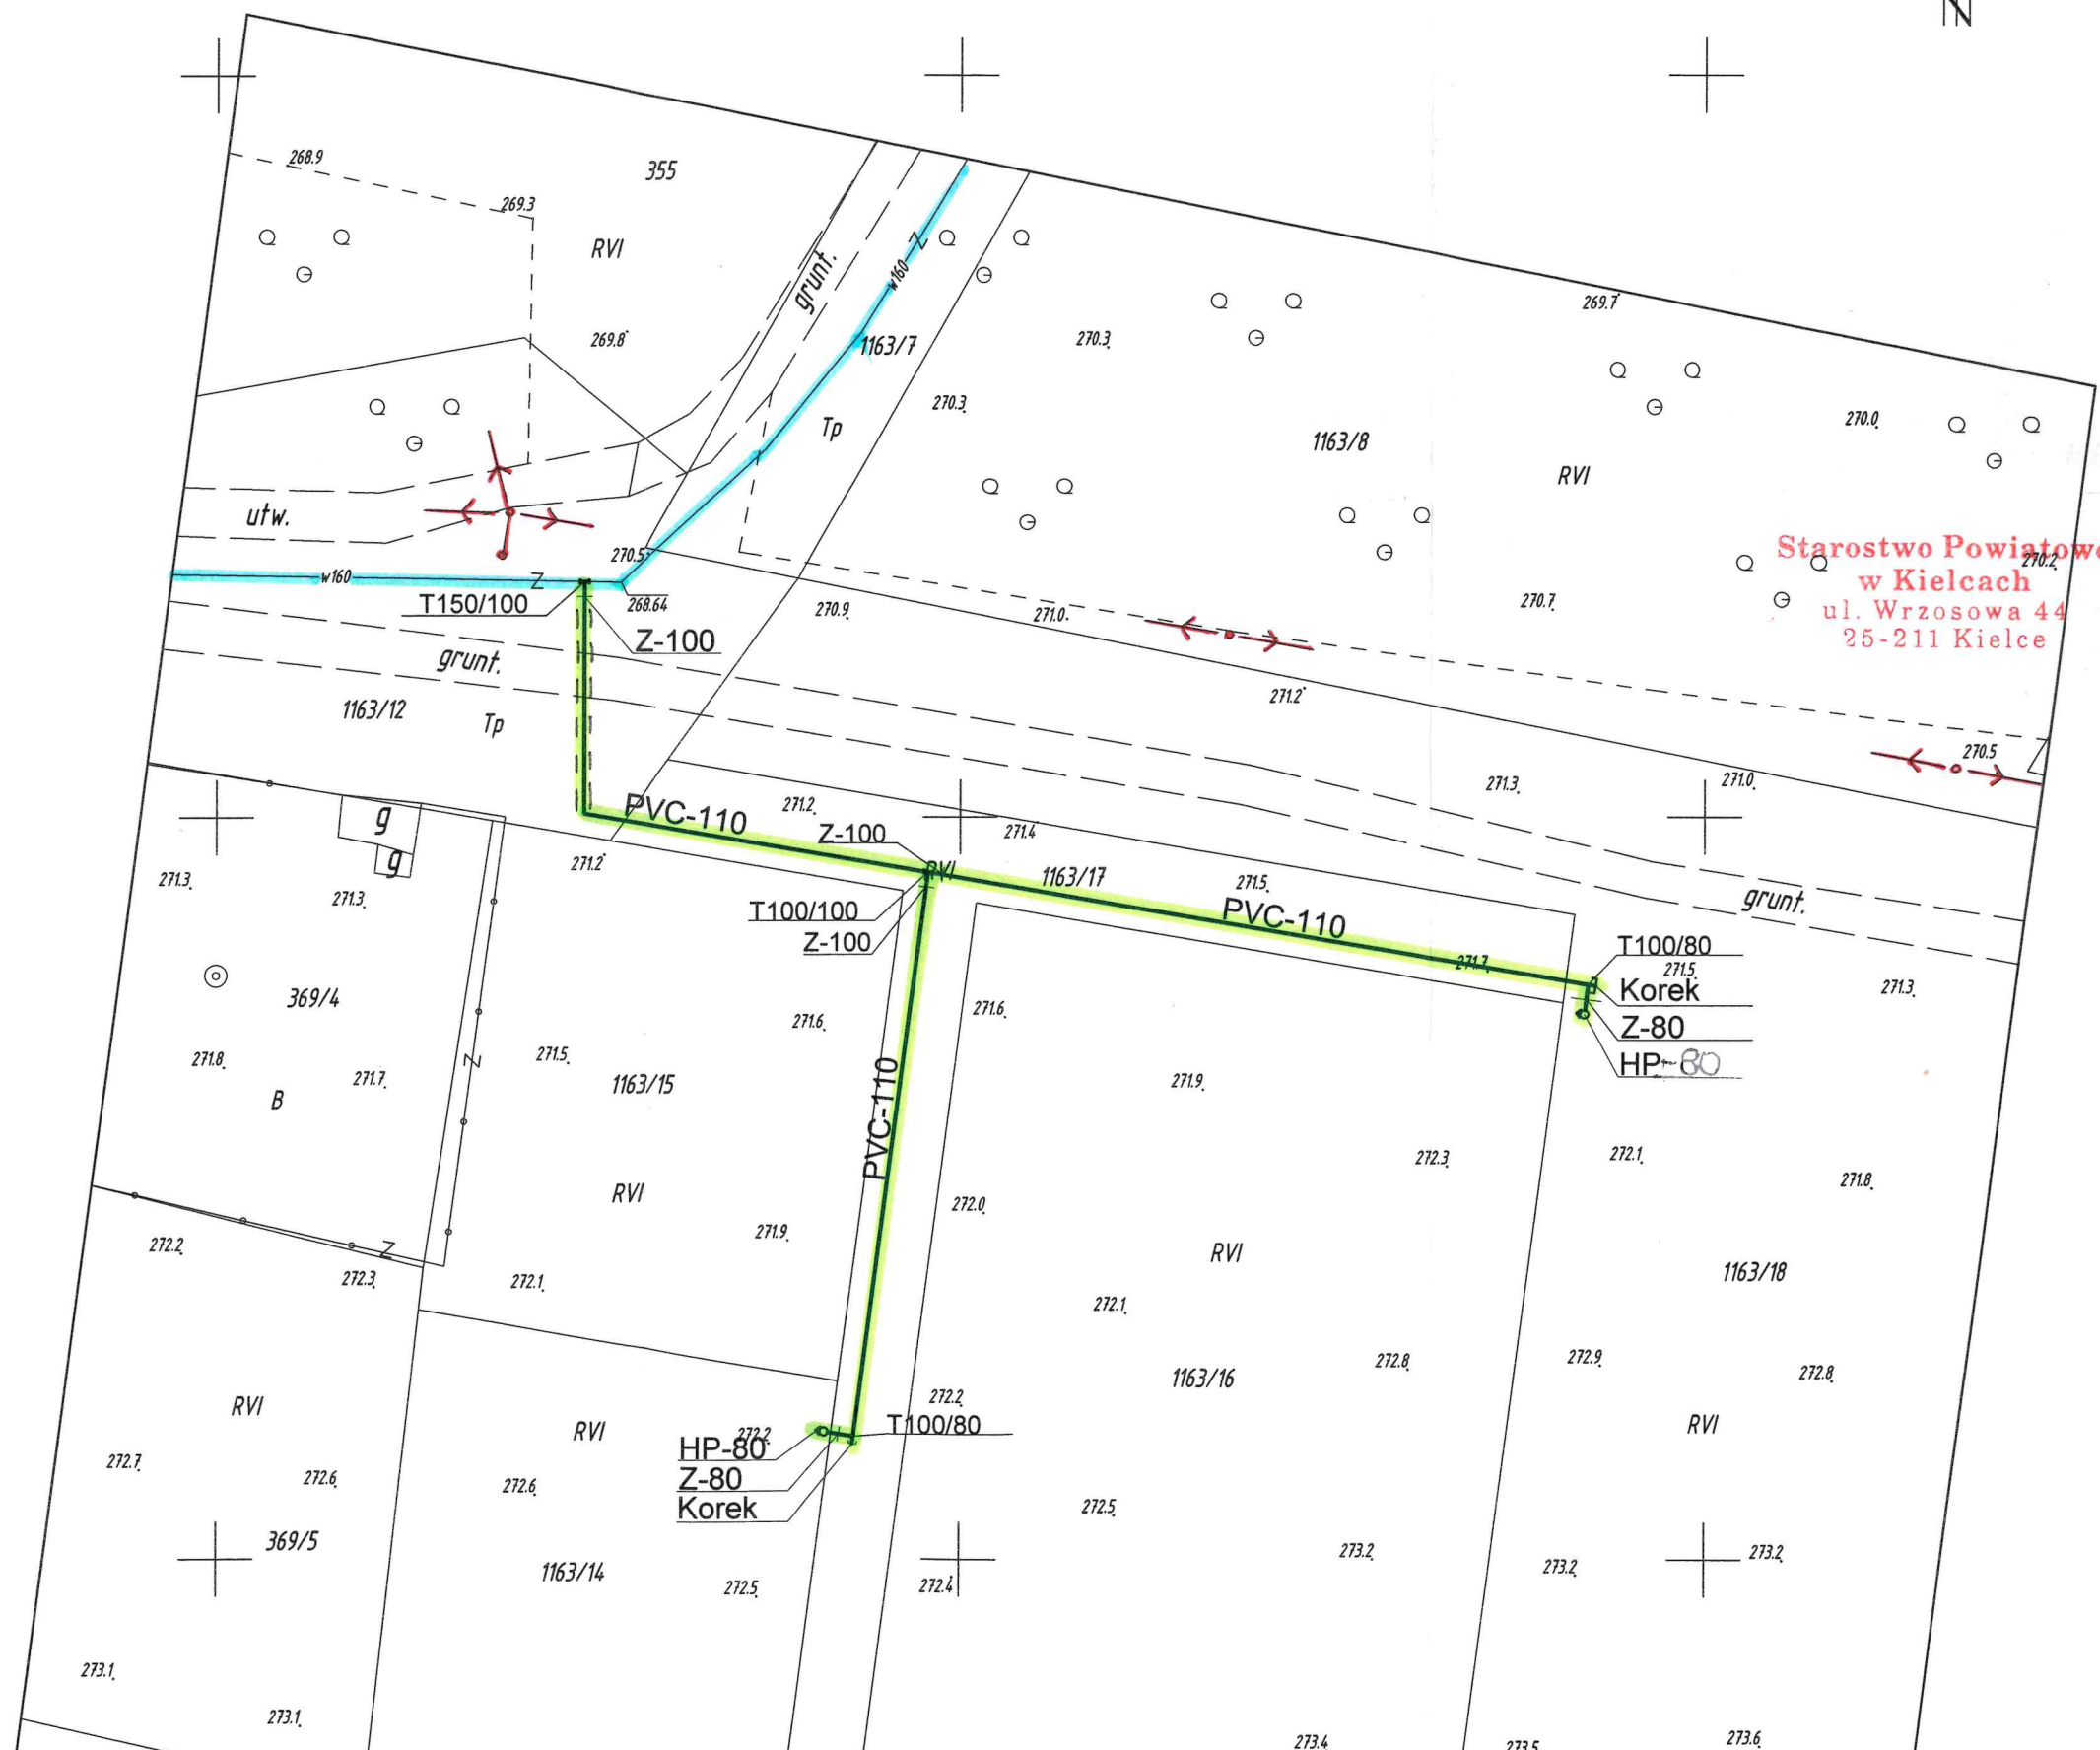 N
268.9
355
269.3
RVI
grunt.
Z
w160
269.7
269.8
1163/7
270.3
270.3
Tp
1163/8
270.0
RVI
utw.
270.5
Starostwo Powiatowe
270.2
w Kielcach
ul. Wrzosowa 44
25-211 Kielce
w160
Z
T150/100
268.64
270.9
271.0
270.7
Z-100
grunt.
271.2
1163/12
Tp
270.5
271.3
271.0
PVC-110
271.2
g
Z-100
271.4
g
271.2
RVI
1163/17
271.5
271.3
271.3
grunt.
T100/100
PVC-110
Z-100
T100/80
271.7
271.5
Korek
271.3
369/4
271.6
271.6
Z-80
271.8
271.7
Z
271.5
HP-80
B
1163/15
PVC-110
271.9
272.3
272.1
271.8
RVI
272.0
271.9
272.2
Z
RVI
272.3
272.1
1163/18
272.1
272.8
272.9
272.8
1163/16
RVI
RVI
272.2
RVI
272.2
T100/80
HP-80
272.7
272.6
272.6
Z-80
Korek
272.5
369/5
273.2
273.2
273.2
1163/14
272.5
272.4
273.1
273.1
273.4
273.5
273.6